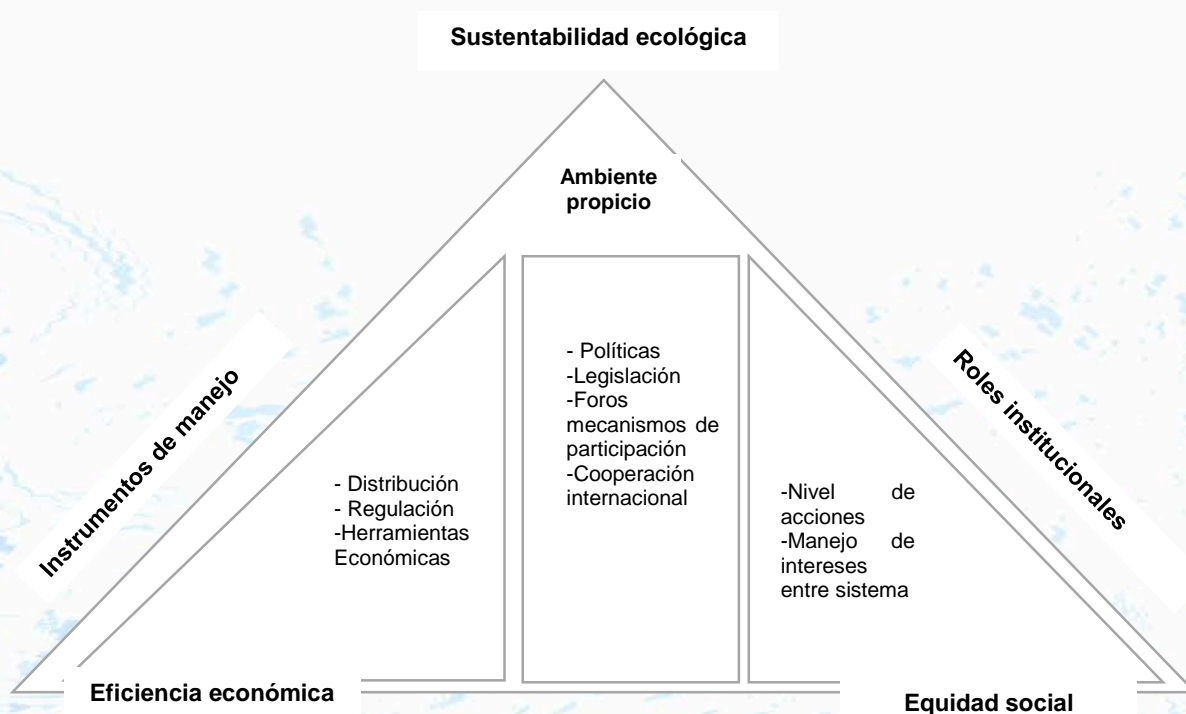 Sustentabilidad ecológica
Ambiente
propicio
Instrumentos de manejo
- Distribución
- Regulación
-Herramientas
Económicas
- Políticas
-Legislación
-Foros
mecanismos de
participación
-Cooperación
internacional
-Nivel de
acciones
-Manejo de
intereses
entre sistema
Roles institucionales
Eficiencia económica
Equidad social